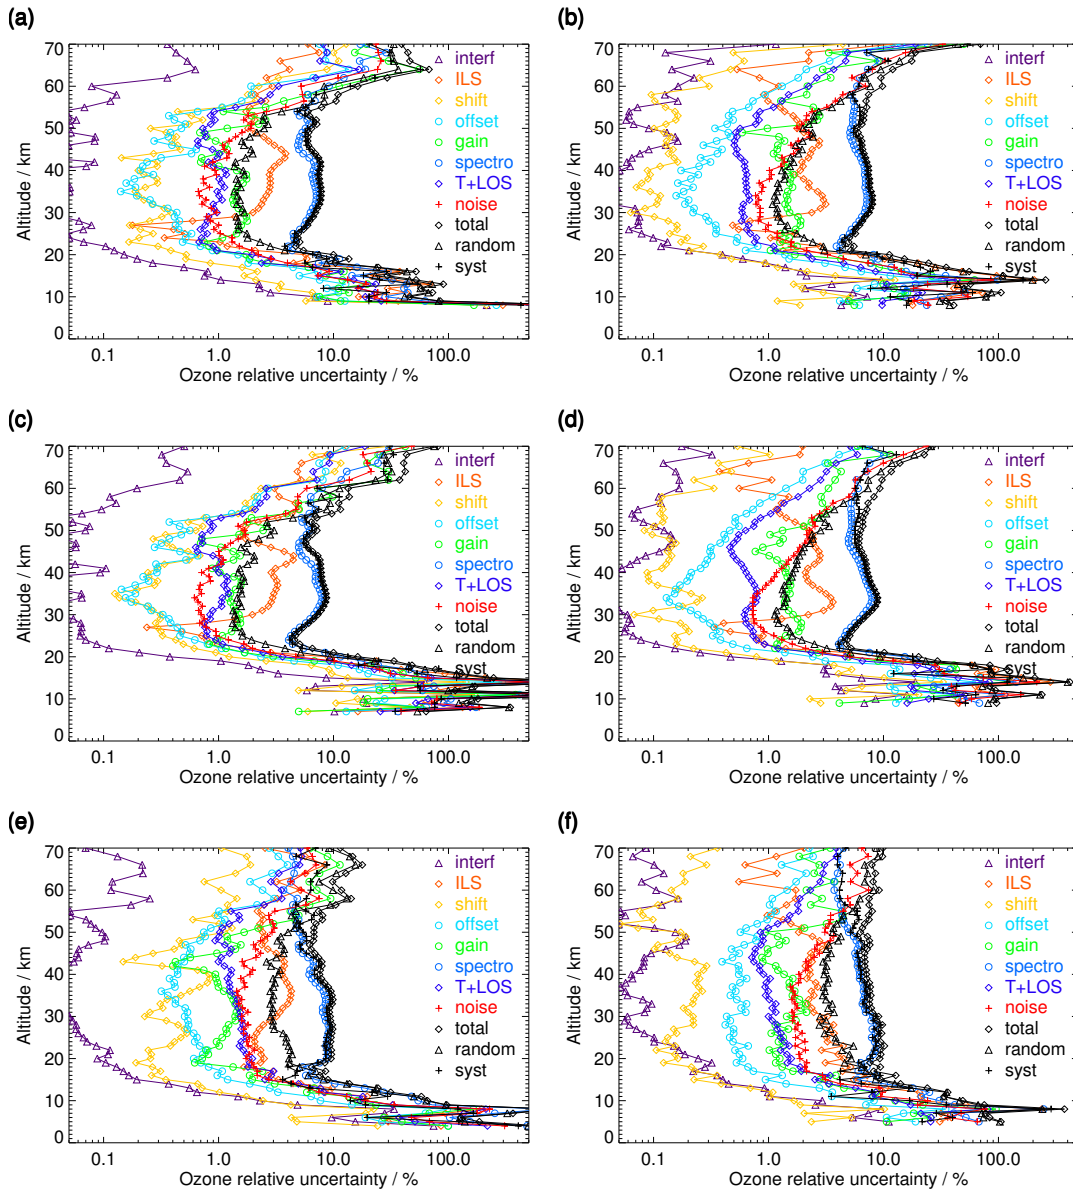 (a)
70
60
50
40
30
20
10
0
Altitude / km
interf
ILS
shift
offset
gain
spectro
T+LOS
noise
total
random
syst
0.1 1.0 10.0 100.0
Ozone relative uncertainty / %
(b)
70
60
50
40
30
20
10
0
Altitude / km
interf
ILS
shift
offset
gain
spectro
T+LOS
noise
total
random
syst
0.1 1.0 10.0 100.0
Ozone relative uncertainty / %
(c)
70
60
50
40
30
20
10
0
Altitude / km
interf
ILS
shift
offset
gain
spectro
T+LOS
noise
total
random
syst
0.1 1.0 10.0 100.0
Ozone relative uncertainty / %
(d)
70
60
50
40
30
20
10
0
Altitude / km
interf
ILS
shift
offset
gain
spectro
T+LOS
noise
total
random
syst
0.1 1.0 10.0 100.0
Ozone relative uncertainty / %
(e)
70
60
50
40
30
20
10
0
Altitude / km
interf
ILS
shift
offset
gain
spectro
T+LOS
noise
total
random
syst
0.1 1.0 10.0 100.0
Ozone relative uncertainty / %
(f)
70
60
50
40
30
20
10
0
Altitude / km
interf
ILS
shift
offset
gain
spectro
T+LOS
noise
total
random
syst
0.1 1.0 10.0 100.0
Ozone relative uncertainty / %